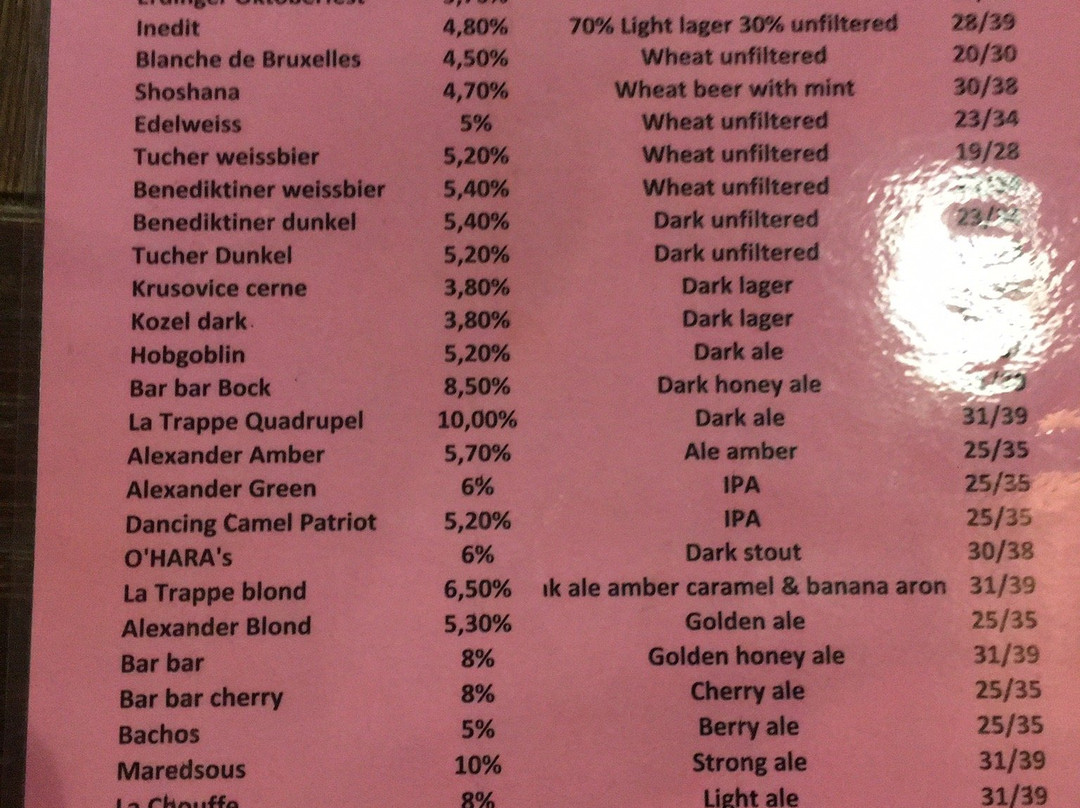 Erdinger Oktoberfest
Inedit 4,80% 70% Light lager 30% unfiltered 28/39
Blanche de Bruxelles 4,50% Wheat unfiltered 20/30
Shoshana 4,70% Wheat beer with mint 30/38
Edelweiss 5% Wheat unfiltered 23/34
Tucher weissbier 5,20% Wheat unfiltered 19/28
Benediktiner weissbier 5,40% Wheat unfiltered
Benediktiner dunkel 5,40% Dark unfiltered
Tucher Dunkel 5,20% Dark unfiltered
Krusovice cerne 3,80% Dark lager
Kozel dark 3,80% Dark lager
Hobgoblin 5,20% Dark ale
Bar bar Bock 8,50% Dark honey ale
La Trappe Quadrupel 10,00% Dark ale 31/39
Alexander Amber 5,70% Ale amber 25/35
Alexander Green 6% IPA 25/35
Dancing Camel Patriot 5,20% IPA 25/35
O'HARA's 6% Dark stout 30/38
La Trappe blond 6,50% ık ale amber caramel & banana aron 31/39
Alexander Blond 5,30% Golden ale 25/35
Bar bar 8% Golden honey ale 31/39
Bar bar cherry 8% Cherry ale 25/35
Bachos 5% Berry ale 25/35
Maredsous 10% Strong ale 31/39
La Chouffe 8% Light ale 31/39